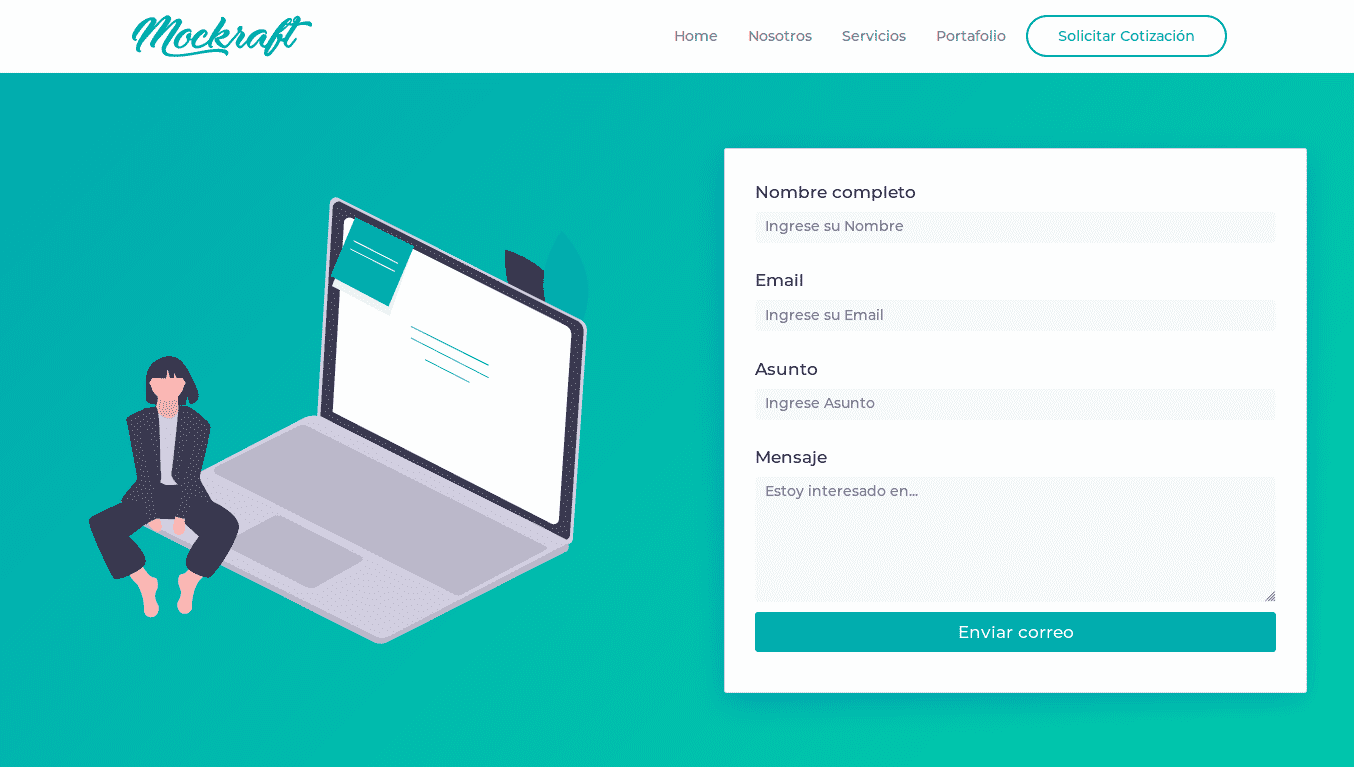 Mockraft
Home Nosotros Servicios Portafolio Solicitar Cotización
Nombre completo
Ingrese su Nombre
Email
Ingrese su Email
Asunto
Ingrese Asunto
Mensaje
Estoy interesado en...
Enviar correo